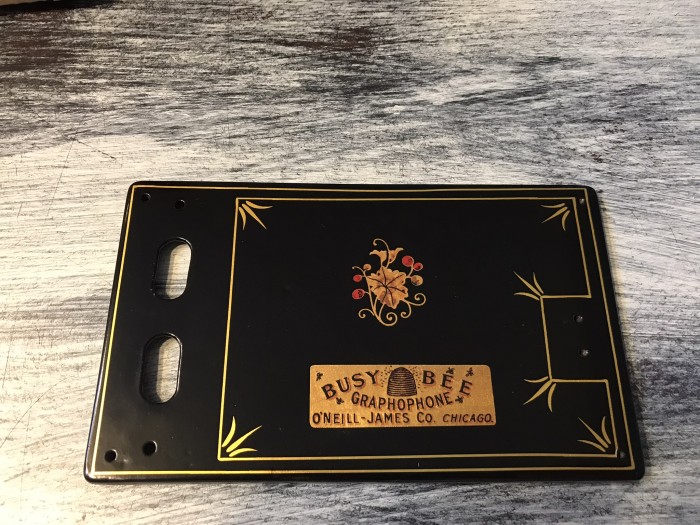 BUSY BEE
GRAPHOPHONE.
O'NEILL-JAMES CO. CHICAGO.